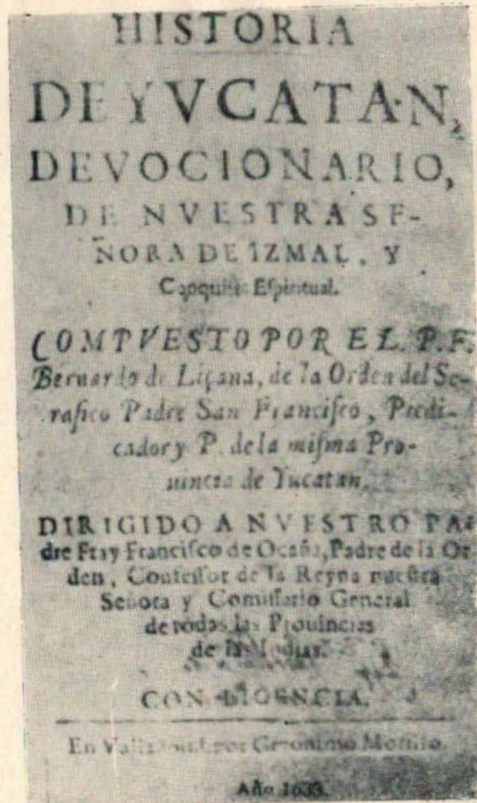 HISTORIA
DE YVCATAN,
DEVOCIONARIO,
DE NVESTRA SE-
ÑORA DE IZMAL, Y
Conquista Eſpiritual.
COMPVESTO POR EL P. F.
Bernardo de Liçana, de la Orden del Se-
rafico Padre San Franciſco, Predi-
cador y P. de la miſma Pro-
uincia de Yucatan.
DIRIGIDO A NVESTRO PA-
dre Fray Franciſco de Ocaña, Padre de la Or
den, Confeſſor de la Reyna nueſtra
Señora y Comiſſario General
de todas las Prouincias
de las Indias.
CON LICENCIA.
En Valladolid, por Geronimo Morillo.
Año 1633.